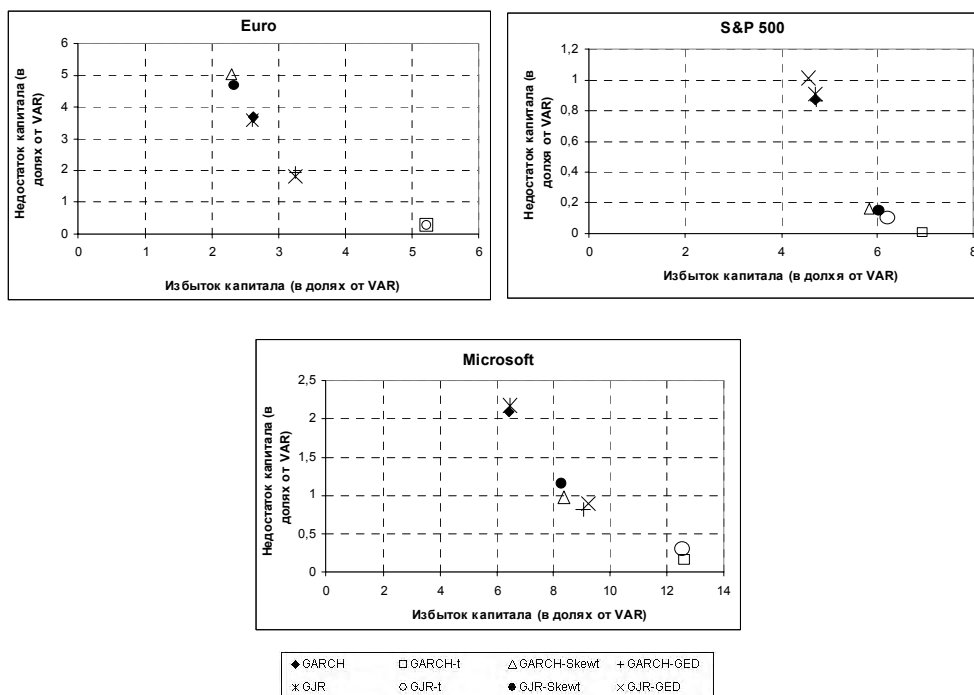 Euro
Недостаток капитала (в
долях от VAR)
6
5
4
3
2
1
0
0 1 2 3 4 5 6
Избыток капитала (в долях от VAR)
S&P 500
Недостаток капитала (в
долхя от VAR)
1,2
1
0,8
0,6
0,4
0,2
0
0 2 4 6 8
Избыток капитала (в долхя от VAR)
Microsoft
Недостаток капитала (в
долях от VAR)
2,5
2
1,5
1
0,5
0
0 2 4 6 8 10 12 14
Избыток капитала (в долях от VAR)
GARCH GARCH-t GARCH-Skewt GARCH-GED
GJR GJR-t GJR-Skewt GJR-GED